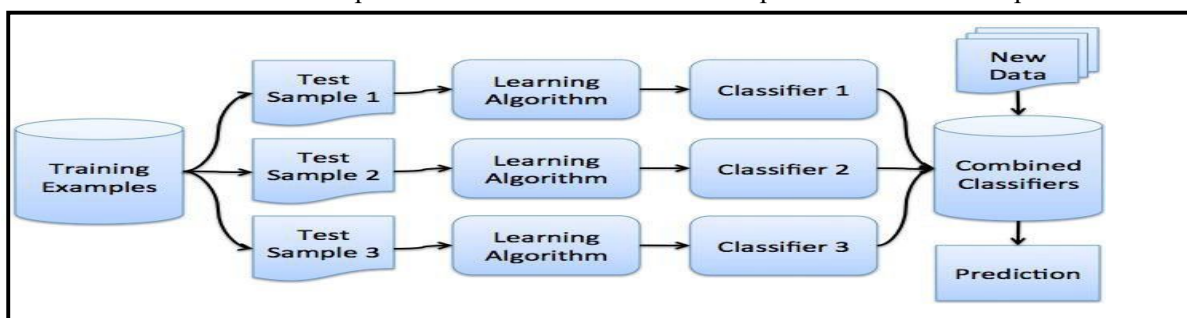 Training
Examples
Test
Sample 1
Learning
Algorithm
Classifier 1
Test
Sample 2
Learning
Algorithm
Classifier 2
Test
Sample 3
Learning
Algorithm
Classifier 3
New
Data
Combined
Classifiers
Prediction